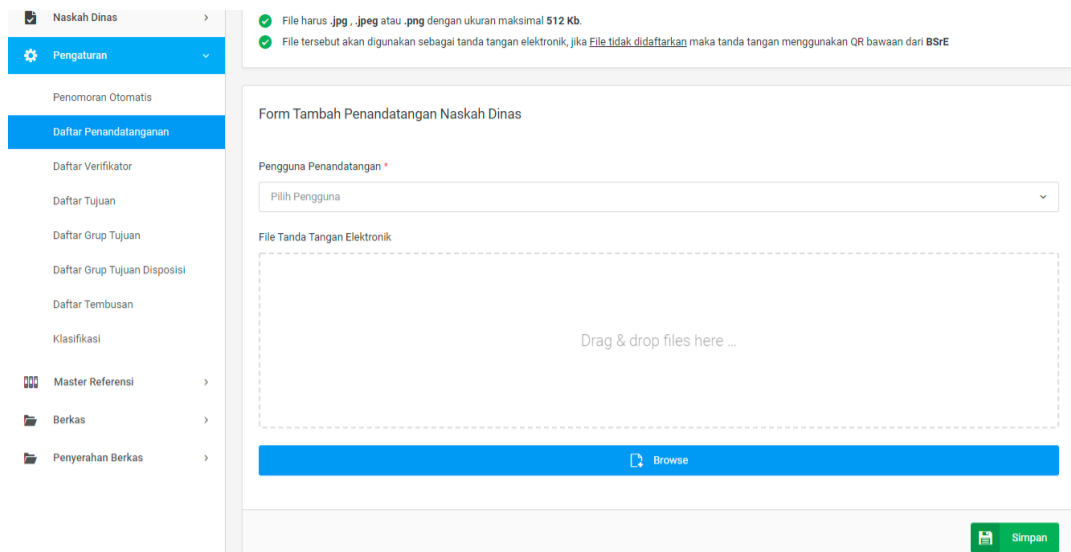 Naskah Dinas
Pengaturan
Penomoran Otomatis
Daftar Penandatanganan
Daftar Verifikator
Daftar Tujuan
Daftar Grup Tujuan
Daftar Grup Tujuan Disposisi
Daftar Tembusan
Klasifikasi
Master Referensi
Berkas
Penyerahan Berkas
File harus .jpg , .jpeg atau .png dengan ukuran maksimal 512 Kb.
File tersebut akan digunakan sebagai tanda tangan elektronik, jika File tidak didaftarkan maka tanda tangan menggunakan QR bawaan dari BSrE
Form Tambah Penandatangan Naskah Dinas
Pengguna Penandatangan *
Pilih Pengguna
File Tanda Tangan Elektronik
Drag & drop files here ...
Browse
Simpan